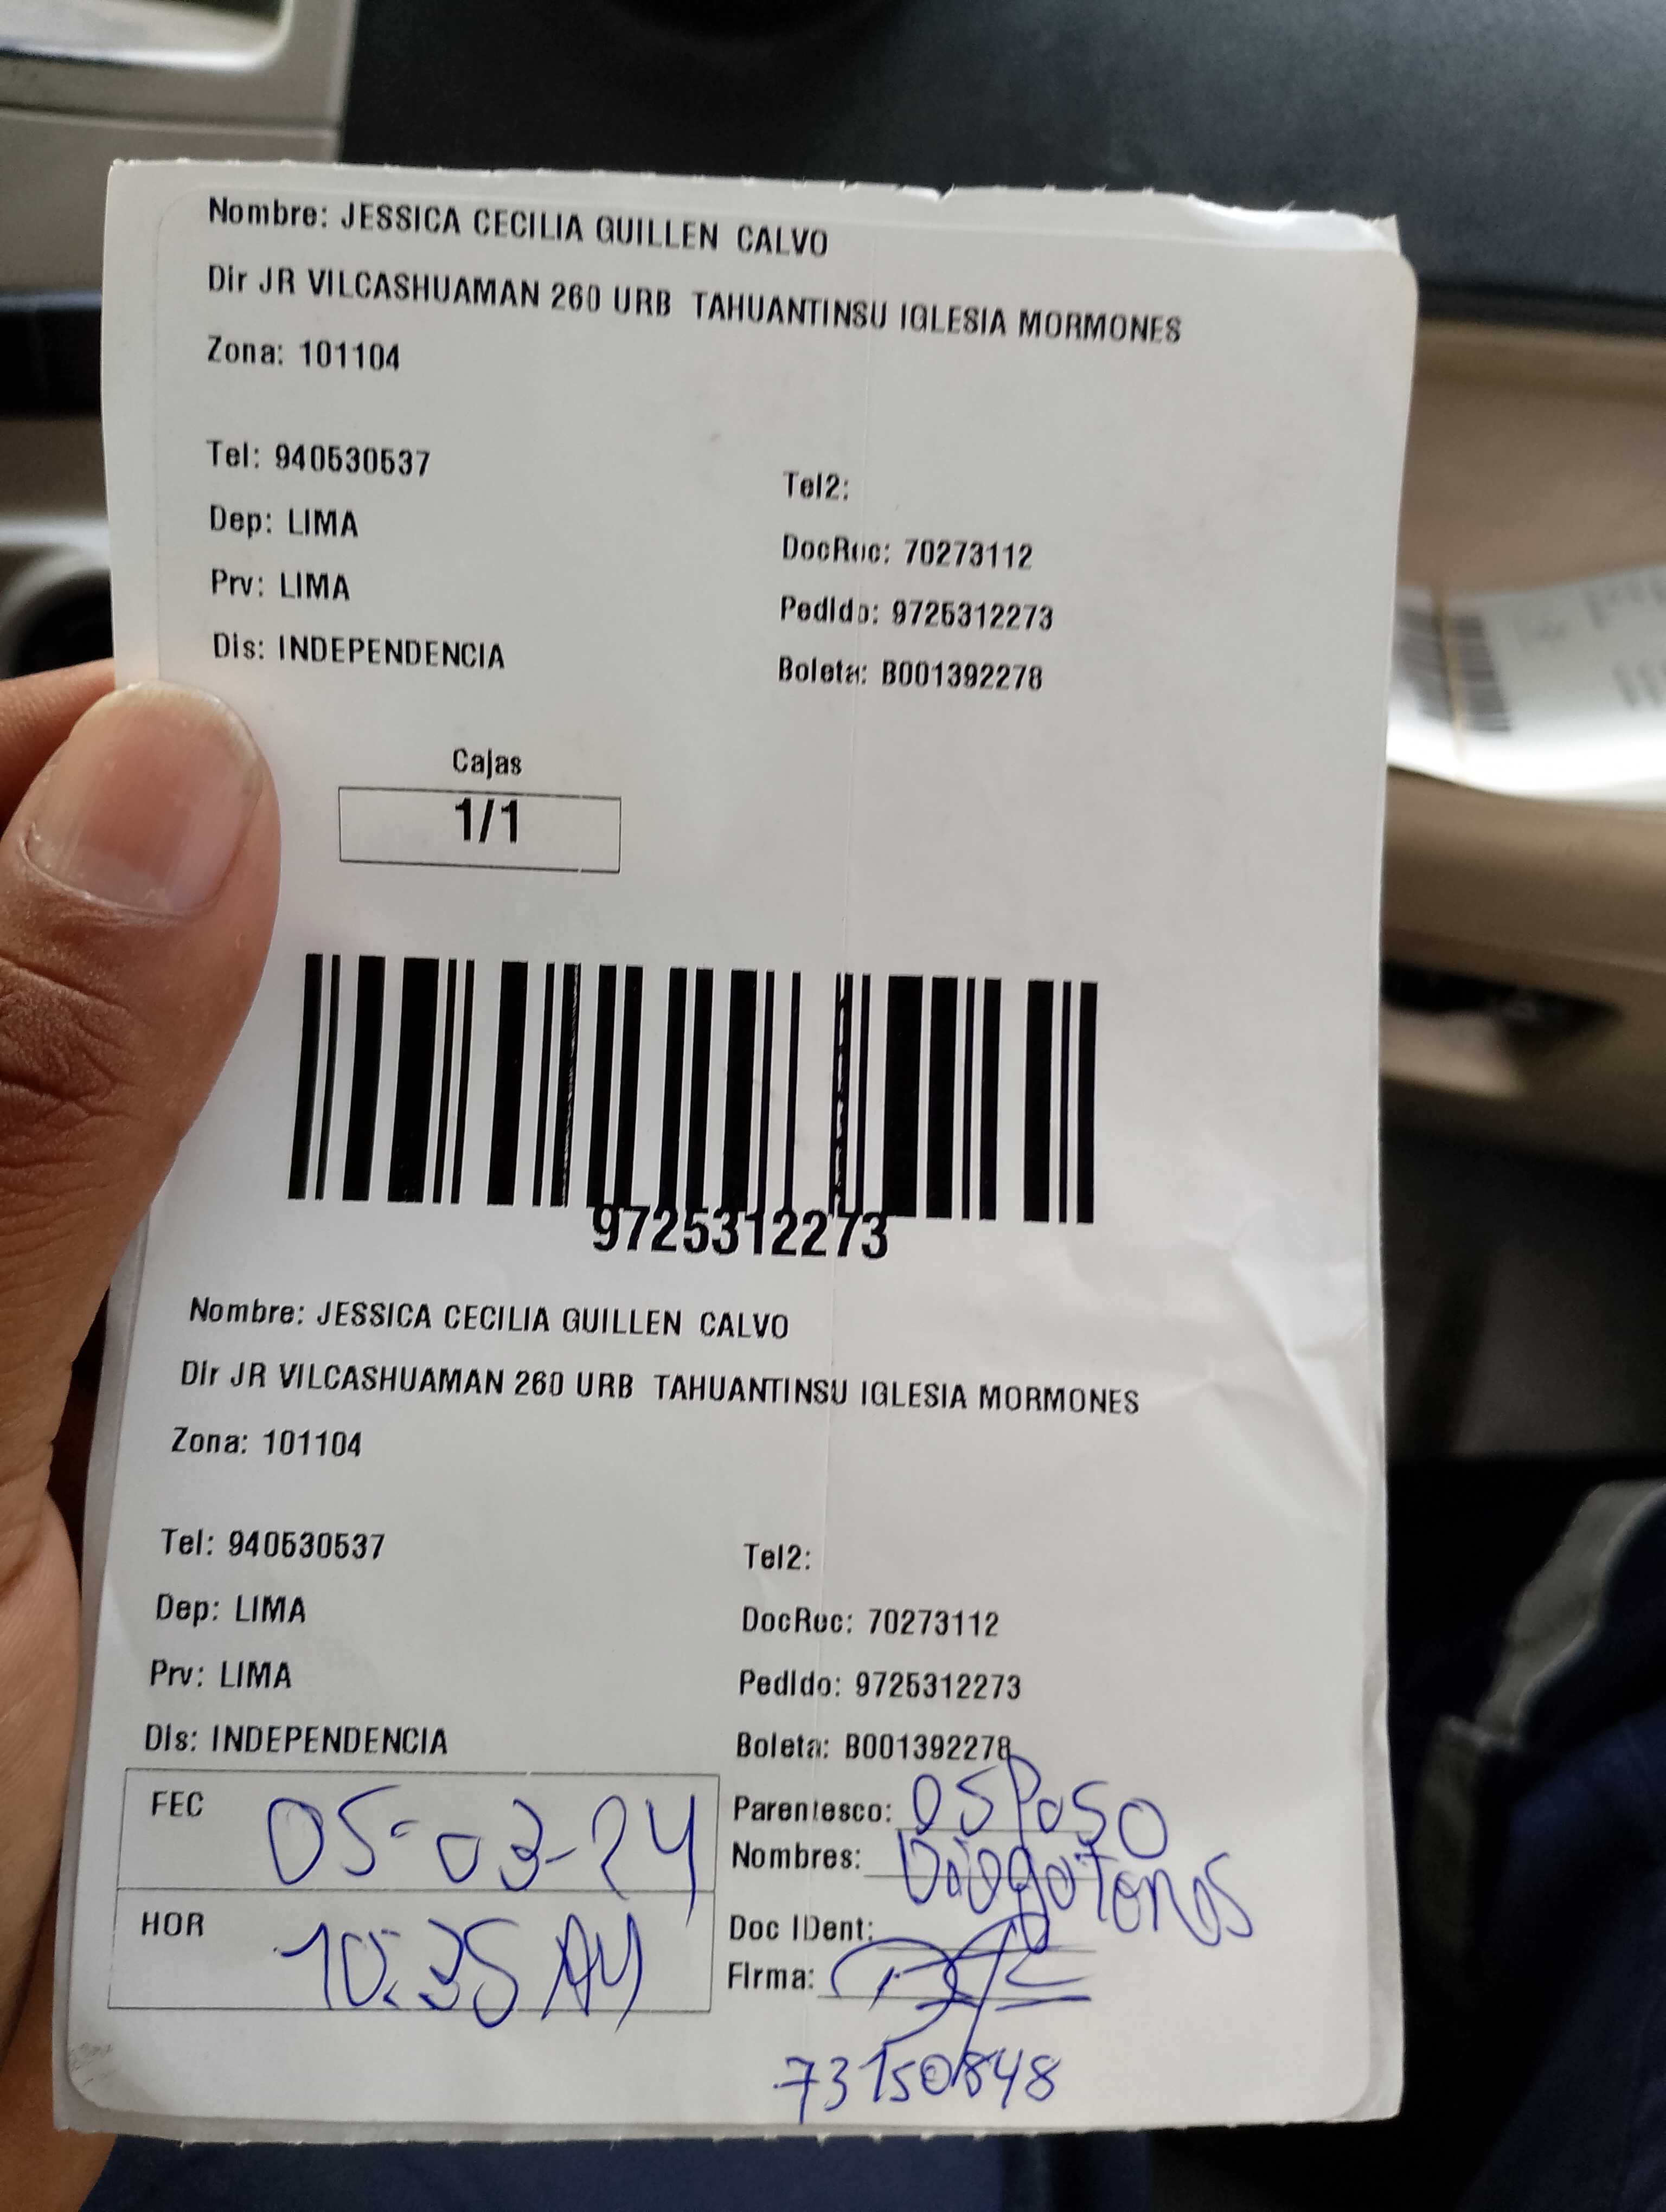 Nombre: JESSICA CECILIA GUILLEN CALVO
Dir JR VILCASHUAMAN 260 URB TAHUANTINSU IGLESIA MORMONES
Zona: 101104
Tel: 940530537
Tel2:
Dep: LIMA
DocRuc: 70273112
Prv: LIMA
Pedido: 9725312273
Dis: INDEPENDENCIA
Boleta: B001392278
Cajas
1/1
9725312273
Nombre: JESSICA CECILIA GUILLEN CALVO
Dir JR VILCASHUAMAN 260 URB TAHUANTINSU IGLESIA MORMONES
Zona: 101104
Tel: 940530537
Tel2:
Dep: LIMA
DocRuc: 70273112
Prv: LIMA
Pedido: 9725312273
Dis: INDEPENDENCIA
Boleta: B001392278
FEC 05-03-24
Parentesco: esposo
Nombres: Diego
HOR 10:35 AM
Doc IDent:
Firma:
73150848